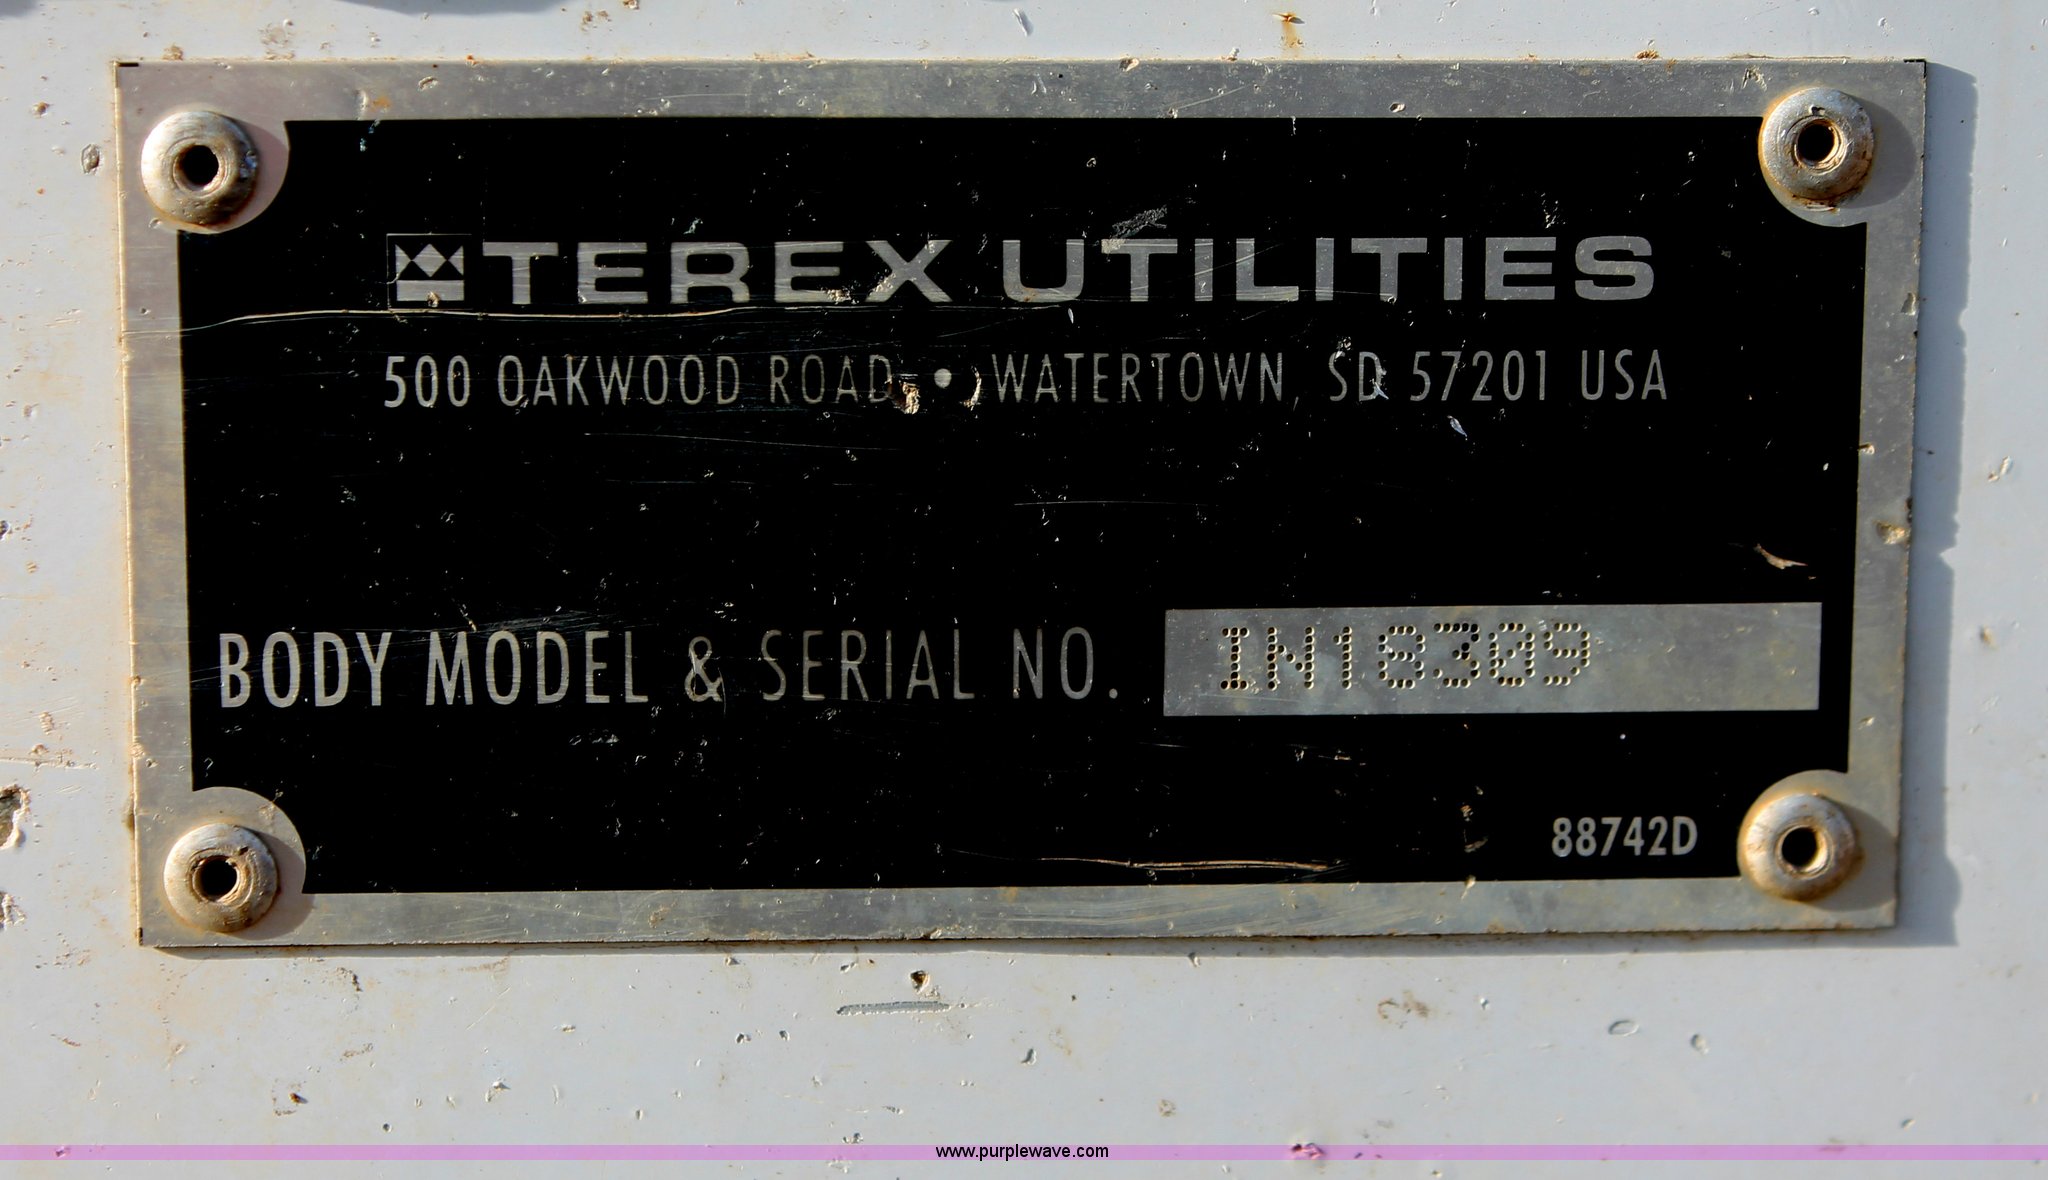 TEREX UTILITIES
500 OAKWOOD ROAD • WATERTOWN, SD 57201 USA
BODY MODEL & SERIAL NO. IN18309
88742D
www.purplewave.com